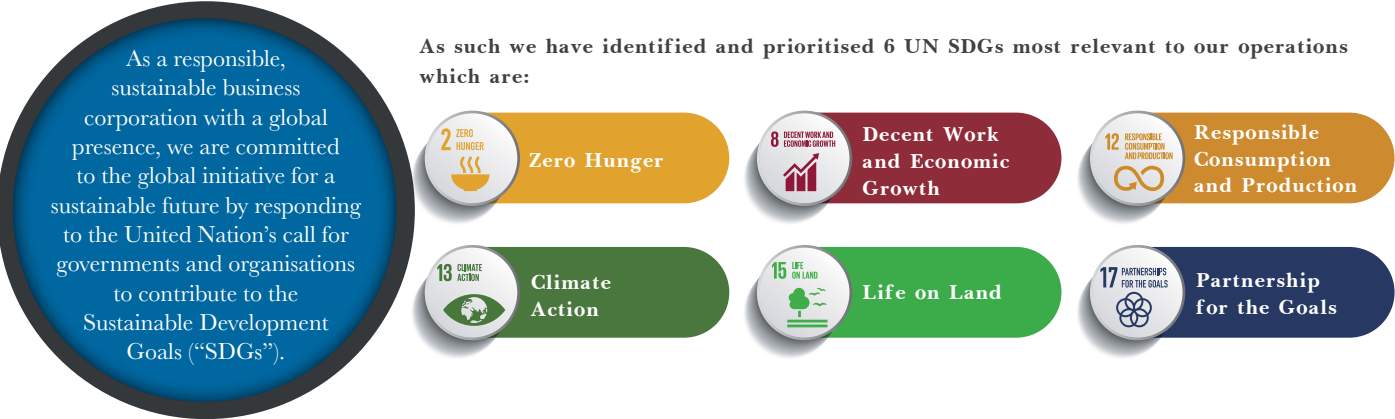 As a responsible,
sustainable business
corporation with a global
presence, we are committed
to the global initiative for a
sustainable future by responding
to the United Nation’s call for
governments and organisations
to contribute to the
Sustainable Development
Goals (“SDGs”).
As such we have identified and prioritised 6 UN SDGs most relevant to our operations
which are:
2 ZERO
HUNGER
Zero Hunger
8 DECENT WORK AND
ECONOMIC GROWTH
Decent Work
and Economic
Growth
12 RESPONSIBLE
CONSUMPTION
AND PRODUCTION
Responsible
Consumption
and Production
13 CLIMATE
ACTION
Climate
Action
15 LIFE
ON LAND
Life on Land
17 PARTNERSHIPS
FOR THE GOALS
Partnership
for the Goals